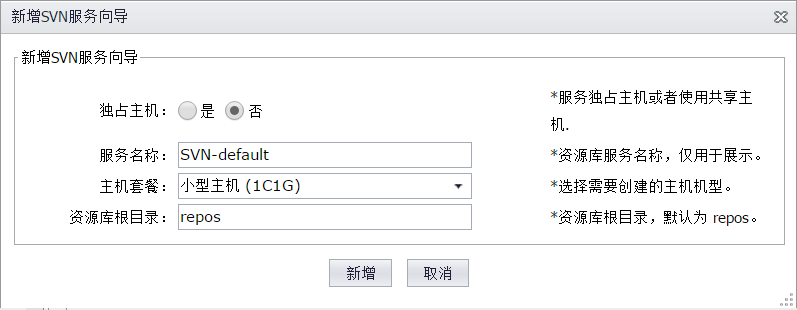 新增SVN服务向导
新增SVN服务向导
独占主机： 是 否 *服务独占主机或者使用共享主
机.
服务名称： SVN-default *资源库服务名称，仅用于展示。
主机套餐： 小型主机 (1C1G) *选择需要创建的主机机型。
资源库根目录： repos *资源库根目录，默认为 repos。
新增 取消